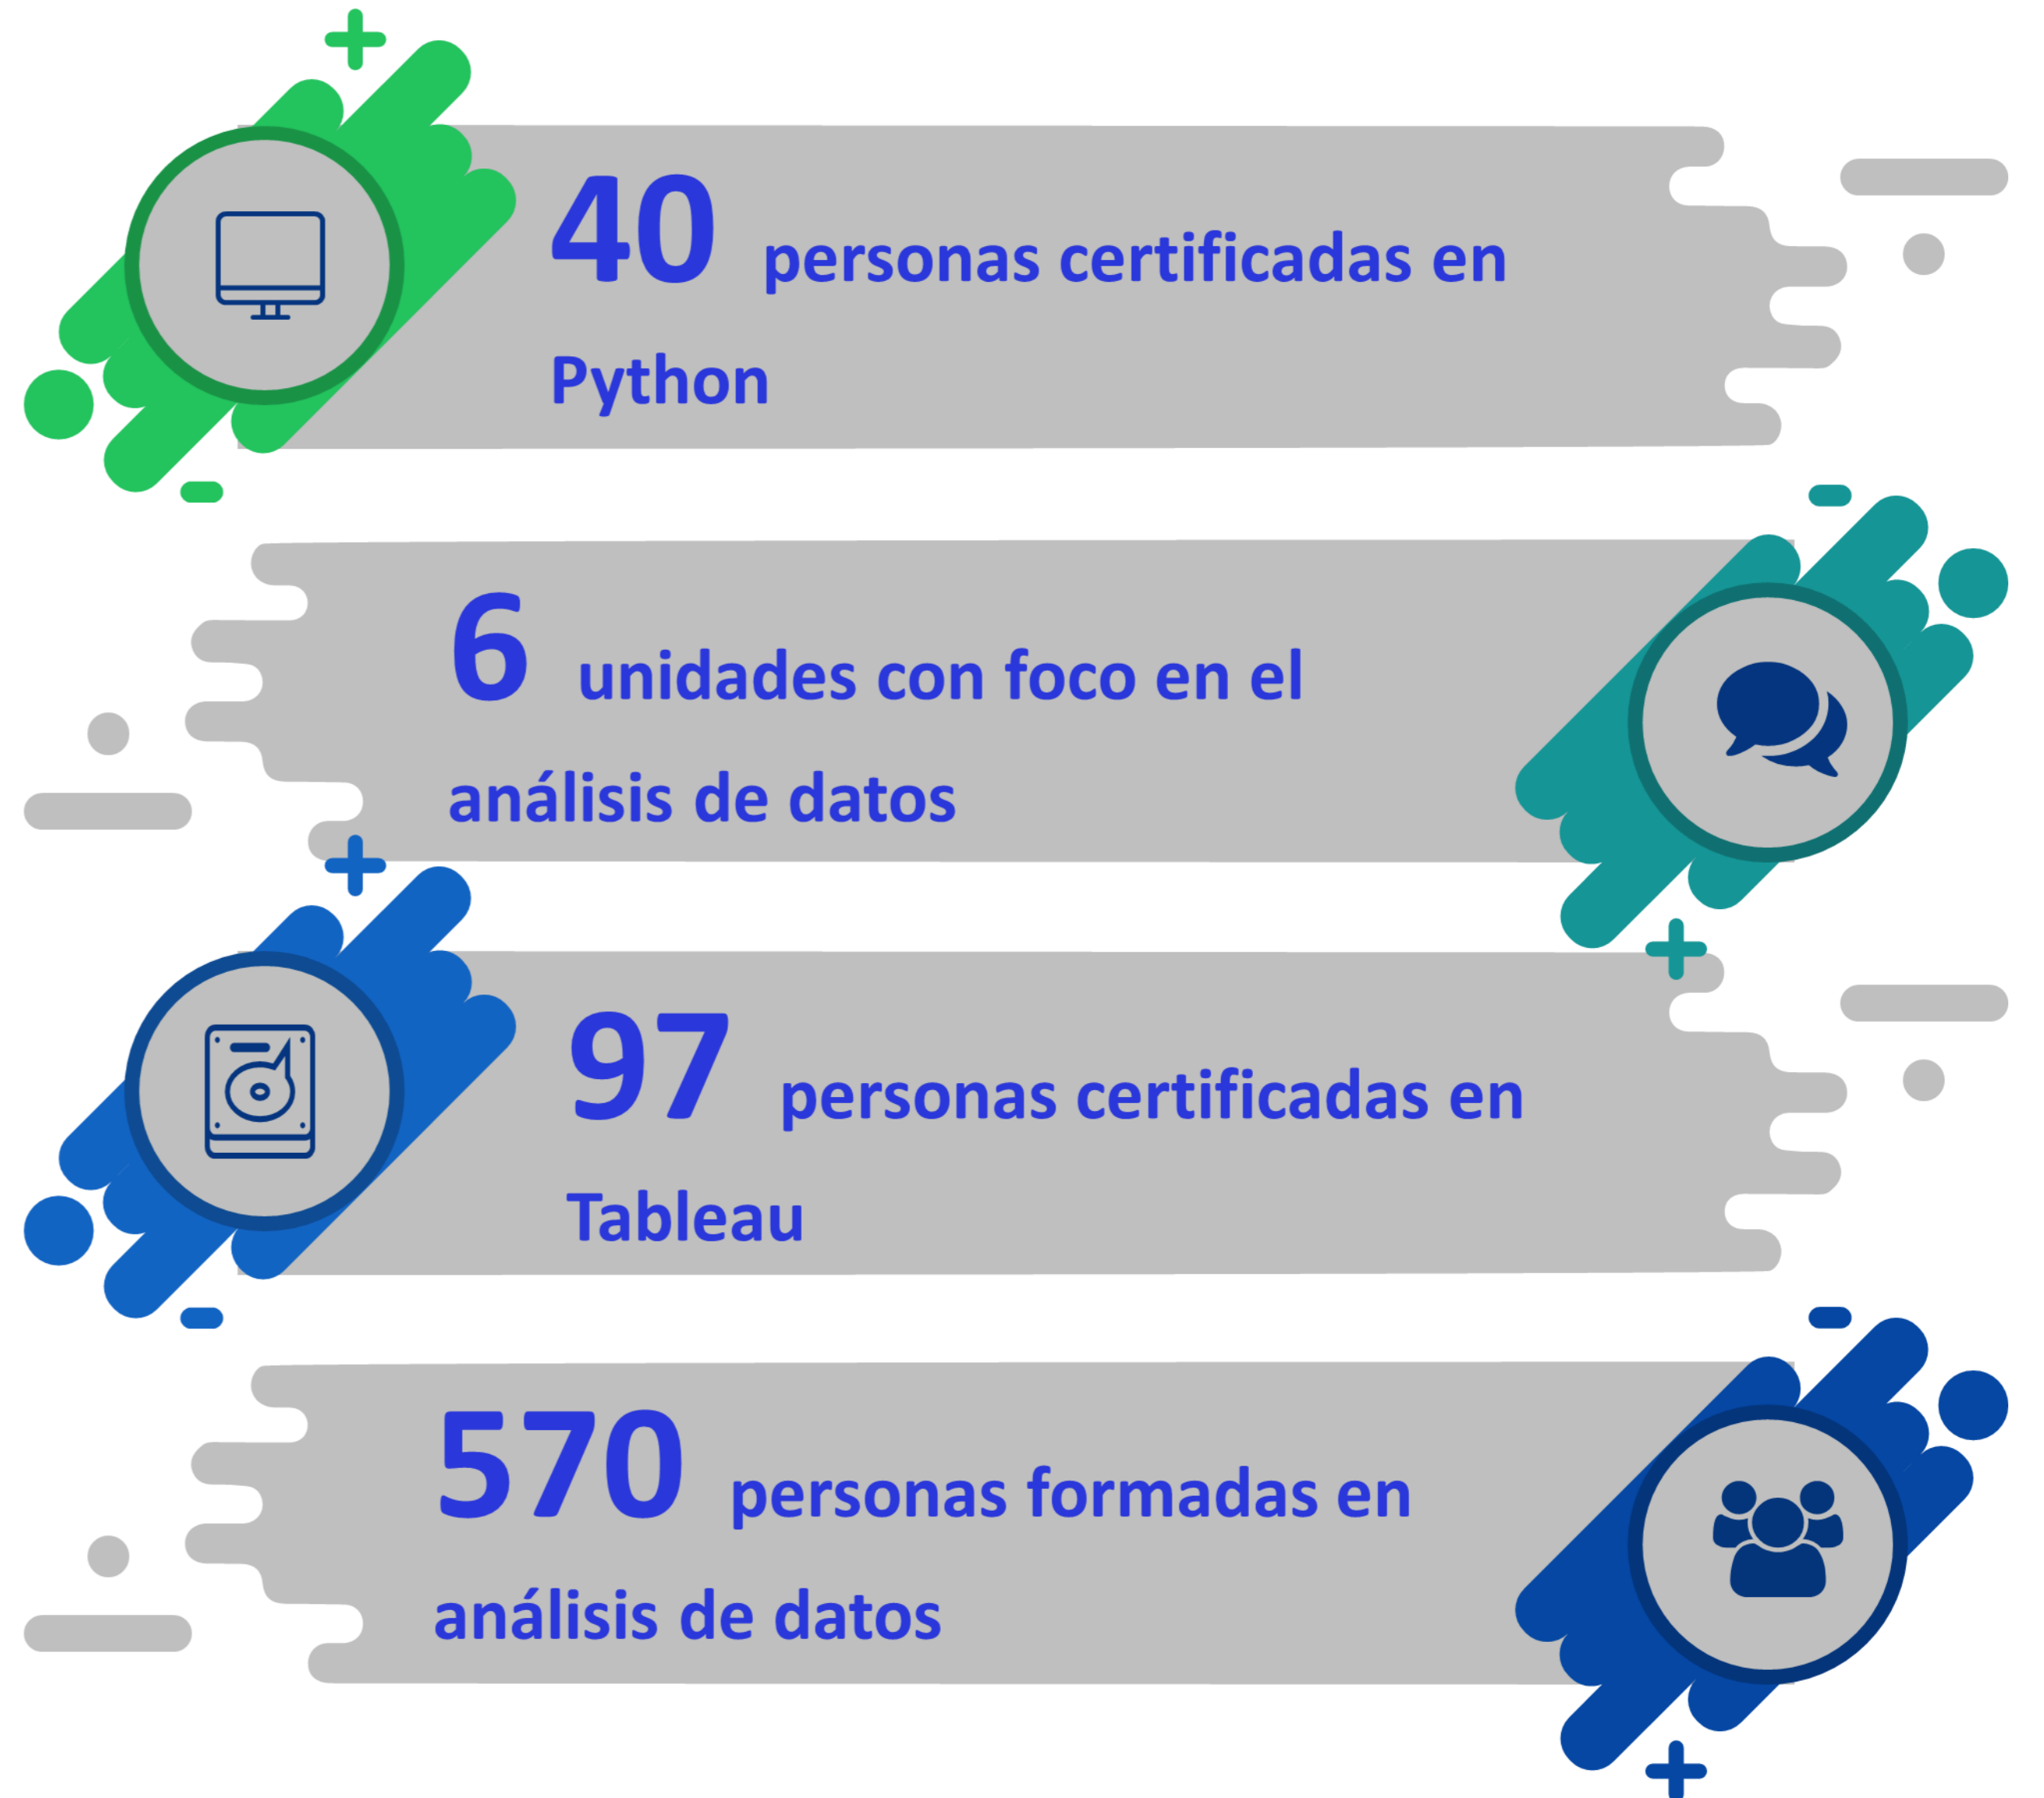 40 personas certificadas en
Python
6 unidades con foco en el
análisis de datos
97 personas certificadas en
Tableau
570 personas formadas en
análisis de datos